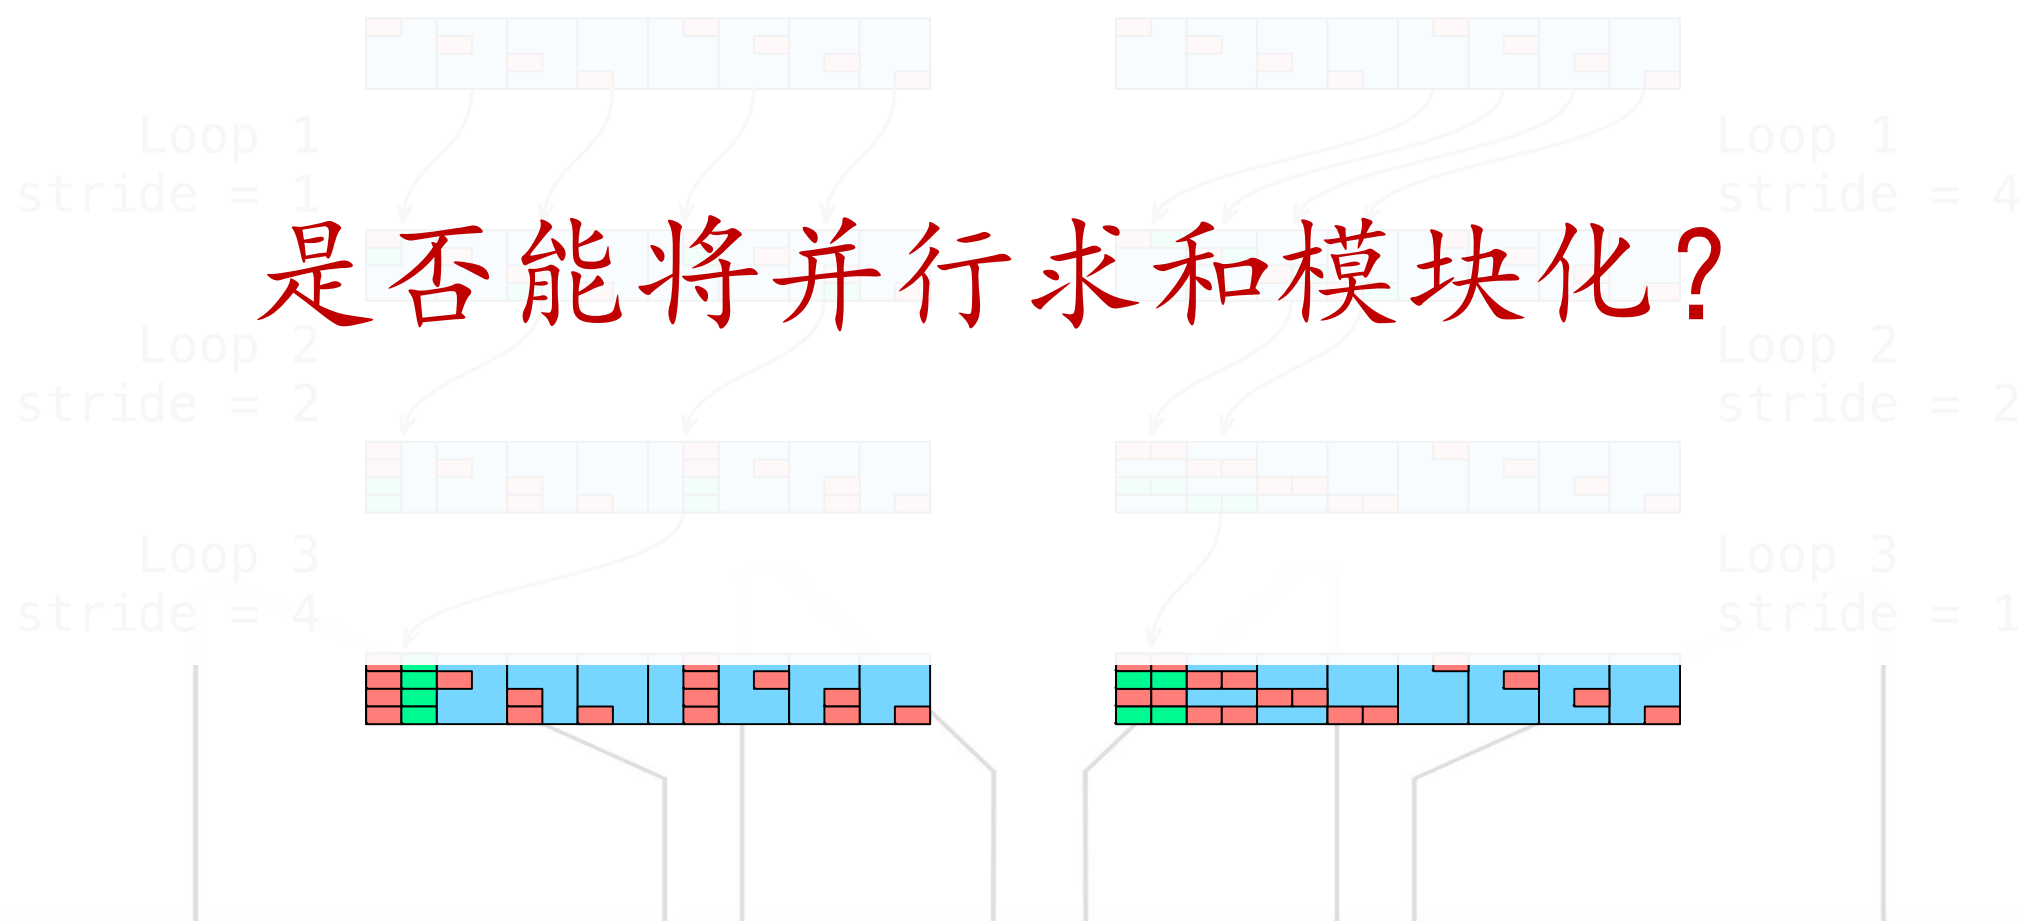 Loop 1
stride = 1
Loop 1
stride = 4
是否能将并行求和模块化?
Loop 2
stride = 2
Loop 2
stride = 2
Loop 3
stride = 4
Loop 3
stride = 1